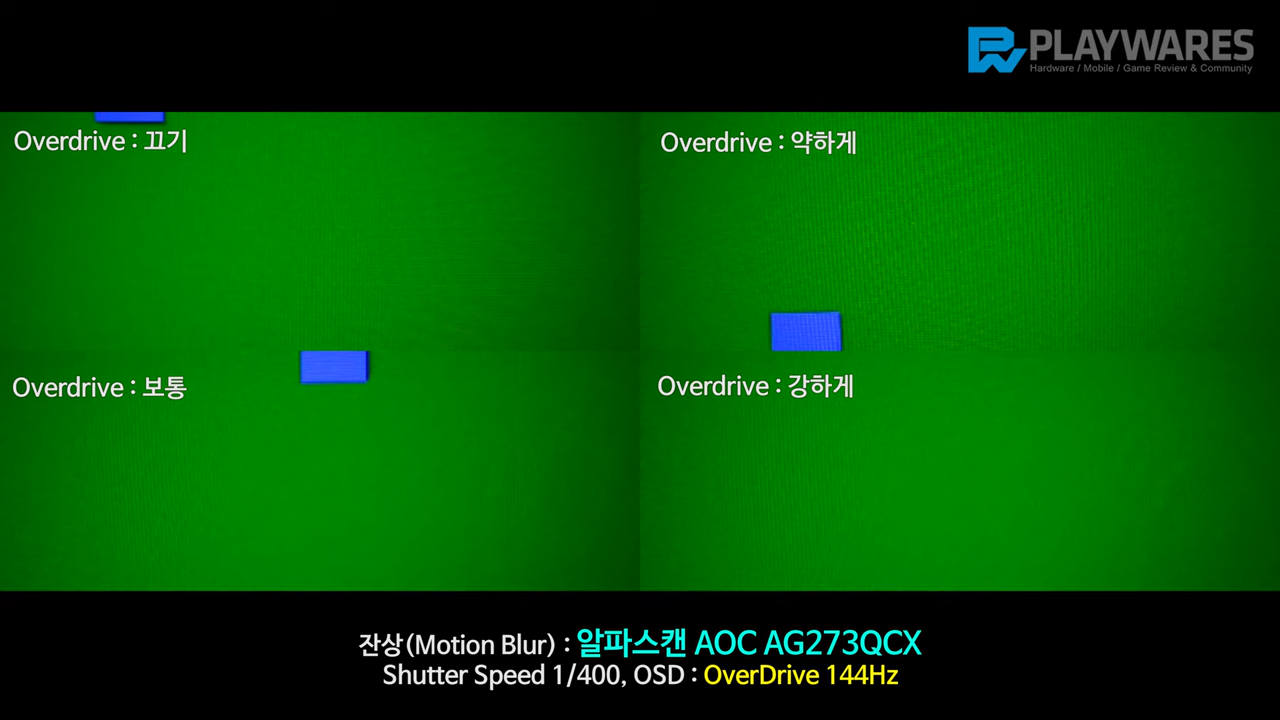 PLAYWARES
Hardware / Mobile / Game Review & Community
Overdrive : 끄기
Overdrive : 약하게
Overdrive : 보통
Overdrive : 강하게
잔상(Motion Blur) : 알파스캔 AOC AG273QCX
Shutter Speed 1/400, OSD : OverDrive 144Hz